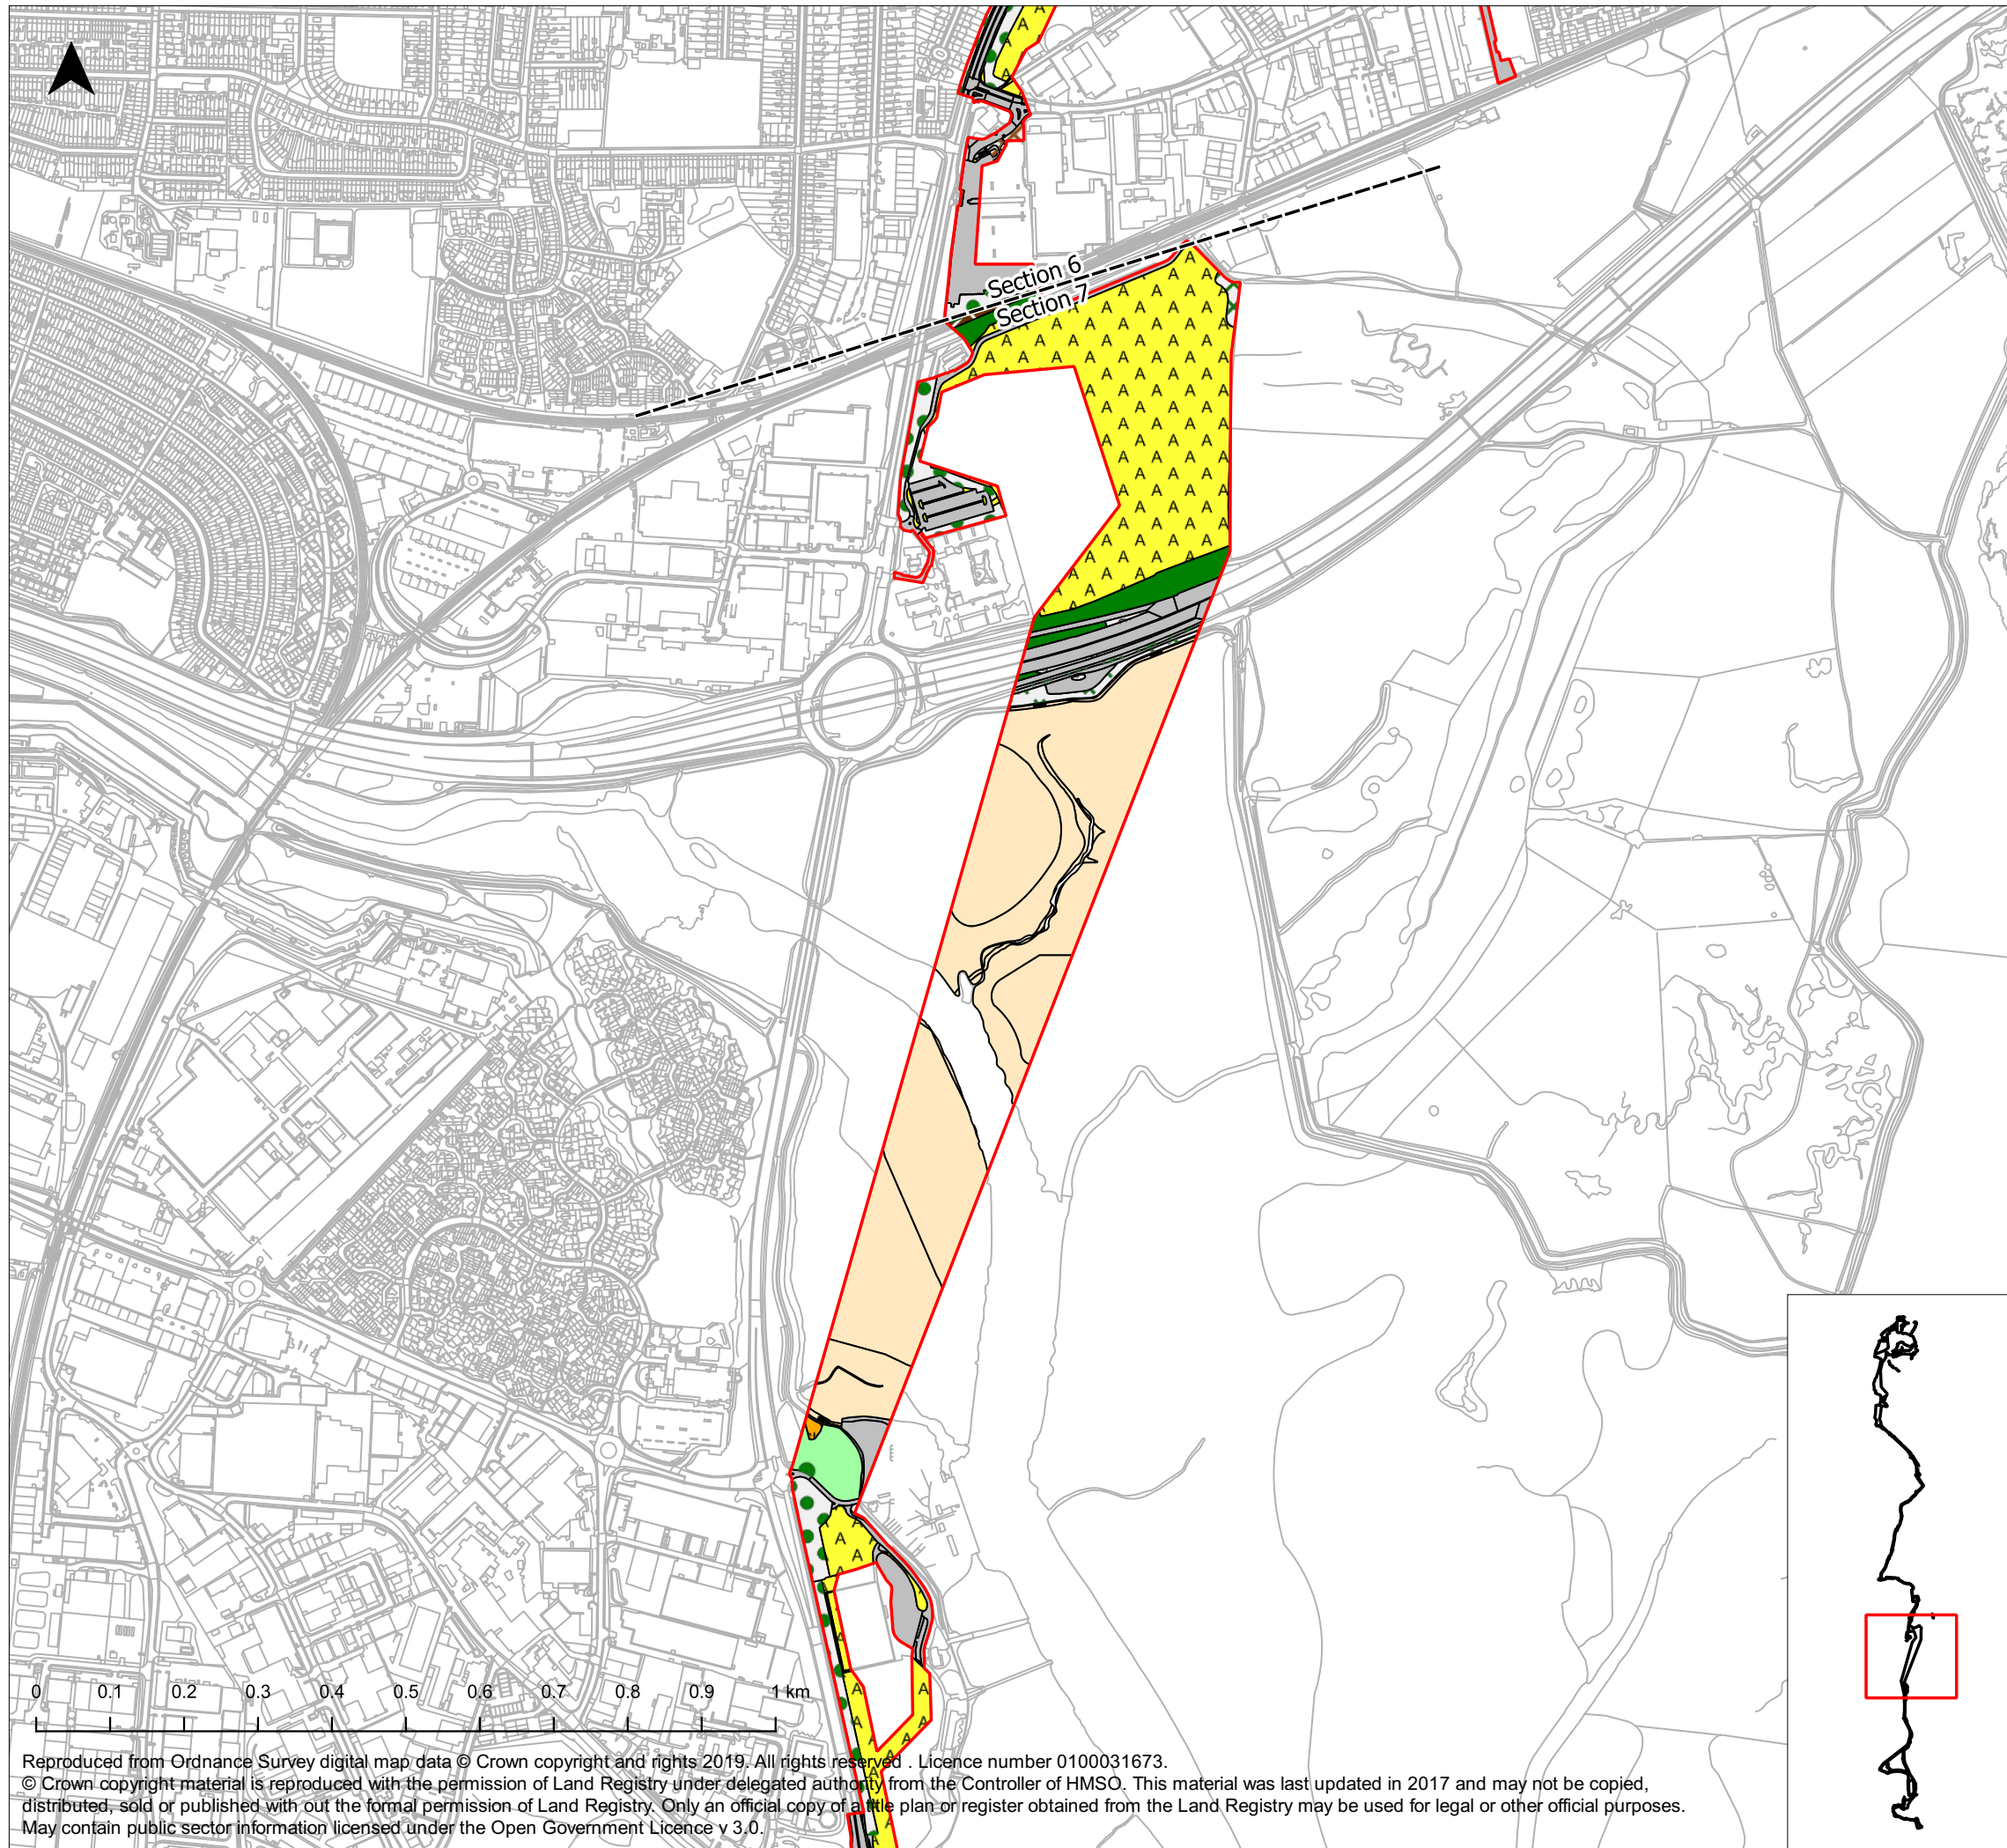 Section 6
Section 7
0 0.1 0.2 0.3 0.4 0.5 0.6 0.7 0.8 0.9 1 km
Reproduced from Ordnance Survey digital map data © Crown copyright and rights 2019. All rights reserved . Licence number 0100031673.
© Crown copyright material is reproduced with the permission of Land Registry under delegated authority from the Controller of HMSO. This material was last updated in 2017 and may not be copied,
distributed, sold or published with out the formal permission of Land Registry. Only an official copy of a title plan or register obtained from the Land Registry may be used for legal or other official purposes.
May contain public sector information licensed under the Open Government Licence v 3.0.